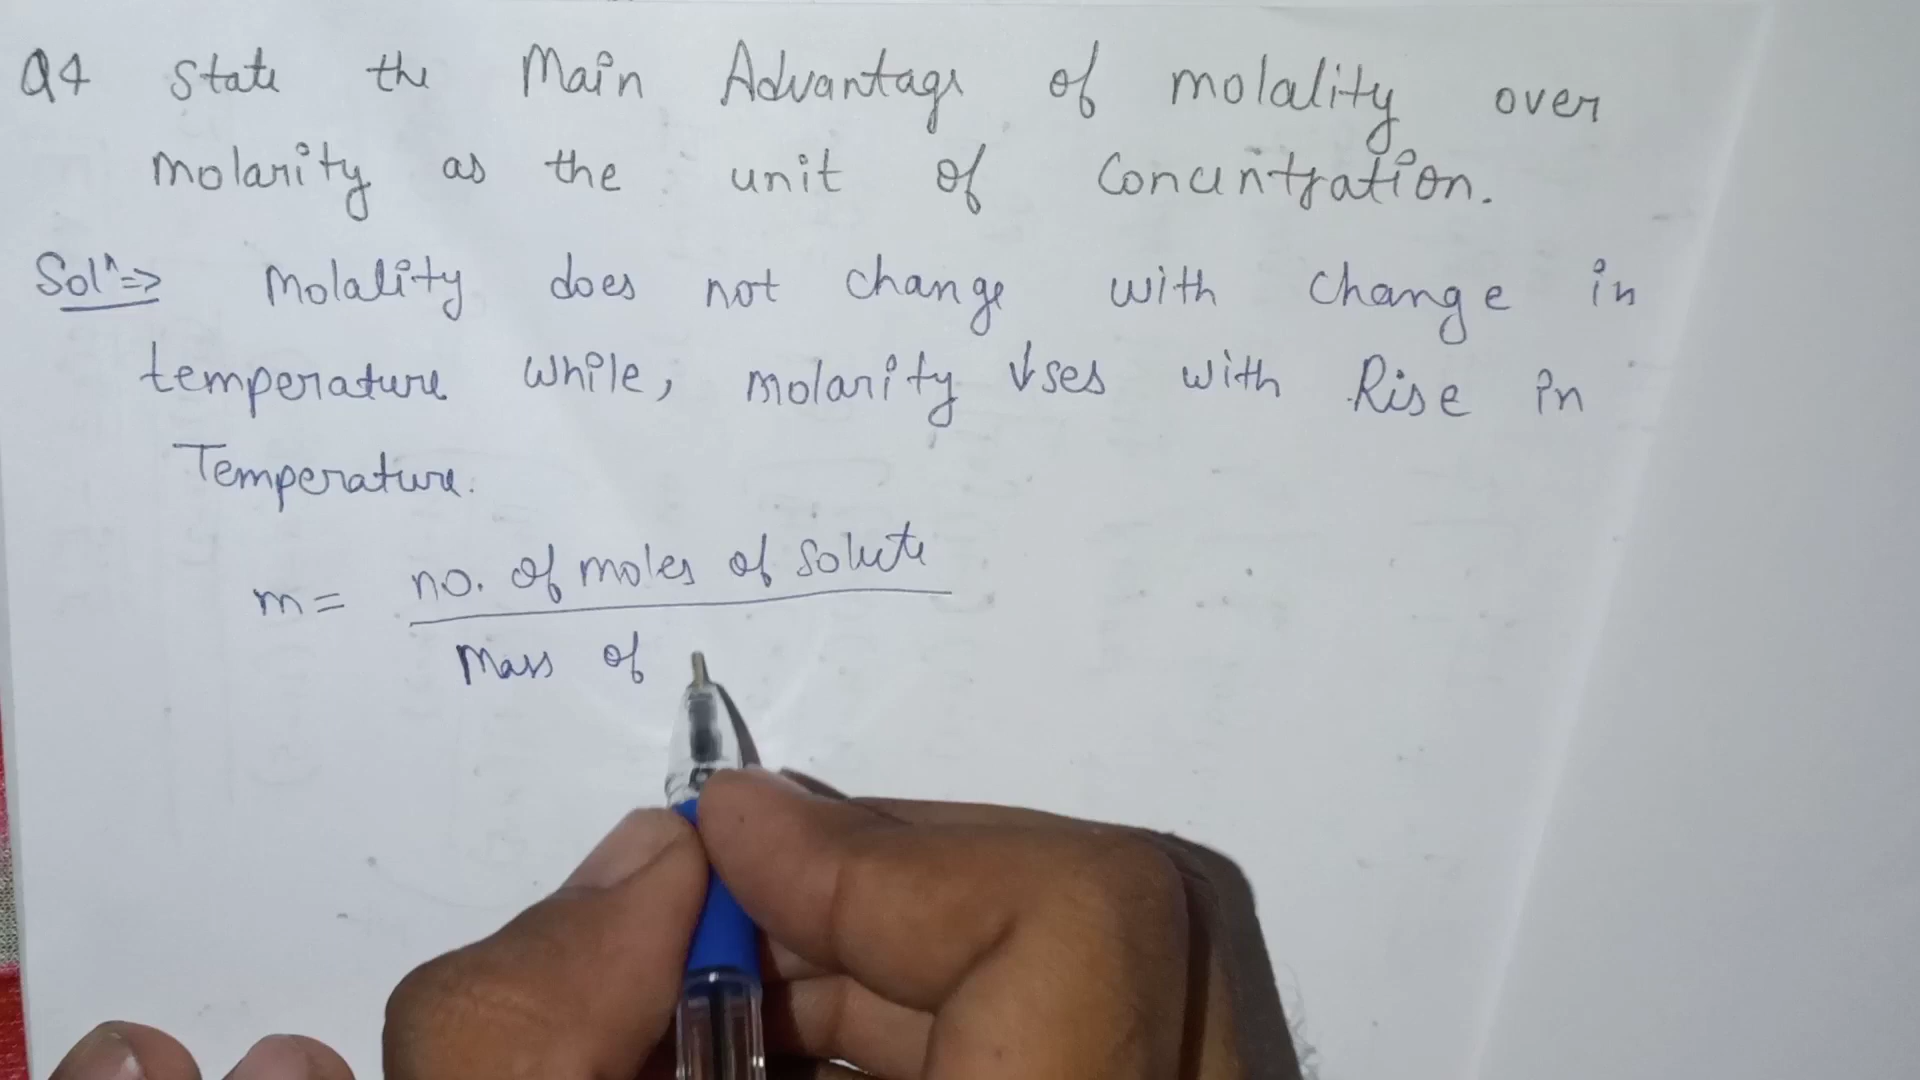 Q4 State the Main Advantage of molality over
Molarity as the unit of Concentration.
Solⁿ=> Molality does not change with change in
temperature while, molarity ↓ses with Rise in
Temperature.
m = no. of moles of solute
Mass of